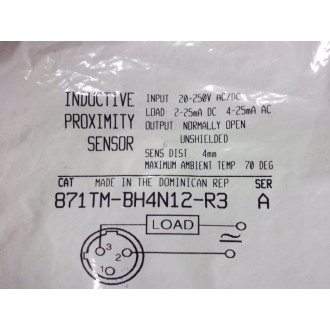 INDUCTIVE PROXIMITY SENSOR
INPUT 20-250V AC/DC
LOAD 2-25mA DC 4-25mA AC
OUTPUT NORMALLY OPEN
UNSHIELDED
SENS DIST 4mm
MAXIMUM AMBIENT TEMP 70 DEG
CAT MADE IN THE DOMINICAN REP SER
871TM-BH4N12-R3 A
LOAD
3 2
1